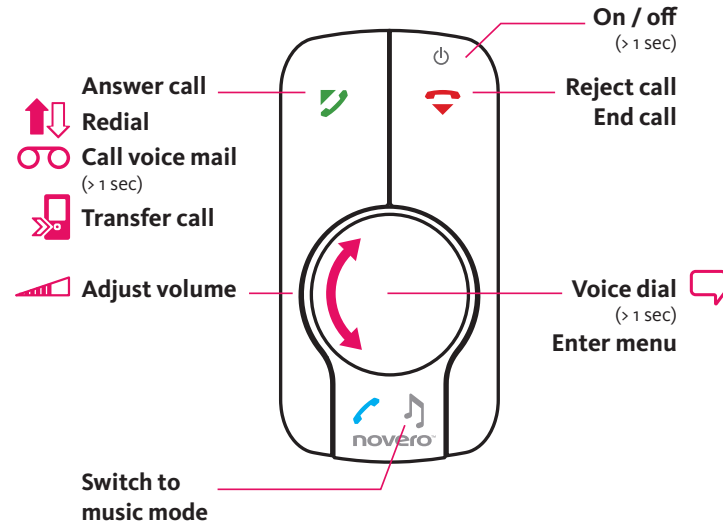 On / off
(> 1 sec)
Answer call
Redial
Call voice mail
(> 1 sec)
Transfer call
Adjust volume
Reject call
End call
Voice dial
(> 1 sec)
Enter menu
novero™
Switch to
music mode